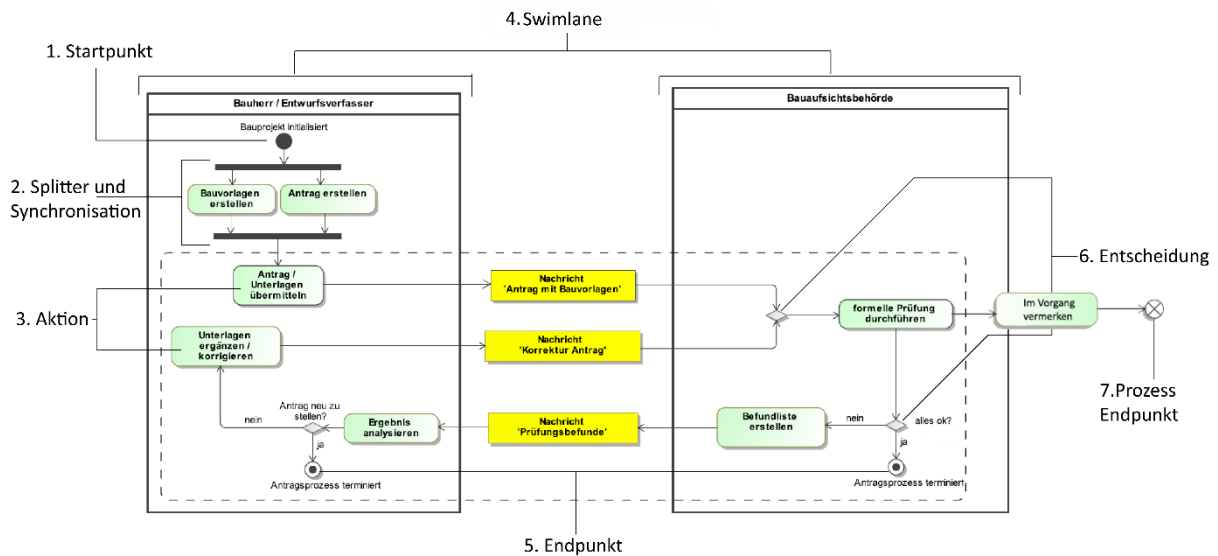 4.Swimlane
1. Startpunkt
Bauherr / Entwurfsverfasser
Bauaufsichtsbehörde
Bauprojekt initialisiert
2. Splitter und
Synchronisation
Bauvorlagen
erstellen
Antrag erstellen
6. Entscheidung
Antrag /
Unterlagen
übermitteln
Nachricht
'Antrag mit Bauvorlagen'
formelle Prüfung
durchführen
Im Vorgang
vermerken
3. Aktion
Unterlagen
ergänzen /
korrigieren
Nachricht
'Korrektur Antrag'
7.Prozess
Endpunkt
Antrag neu zu
stellen?
nein
ja
Ergebnis
analysieren
Nachricht
'Prüfungsbefunde'
Befundliste
erstellen
nein
alles ok?
ja
Antragsprozess terminiert
Antragsprozess terminiert
5. Endpunkt